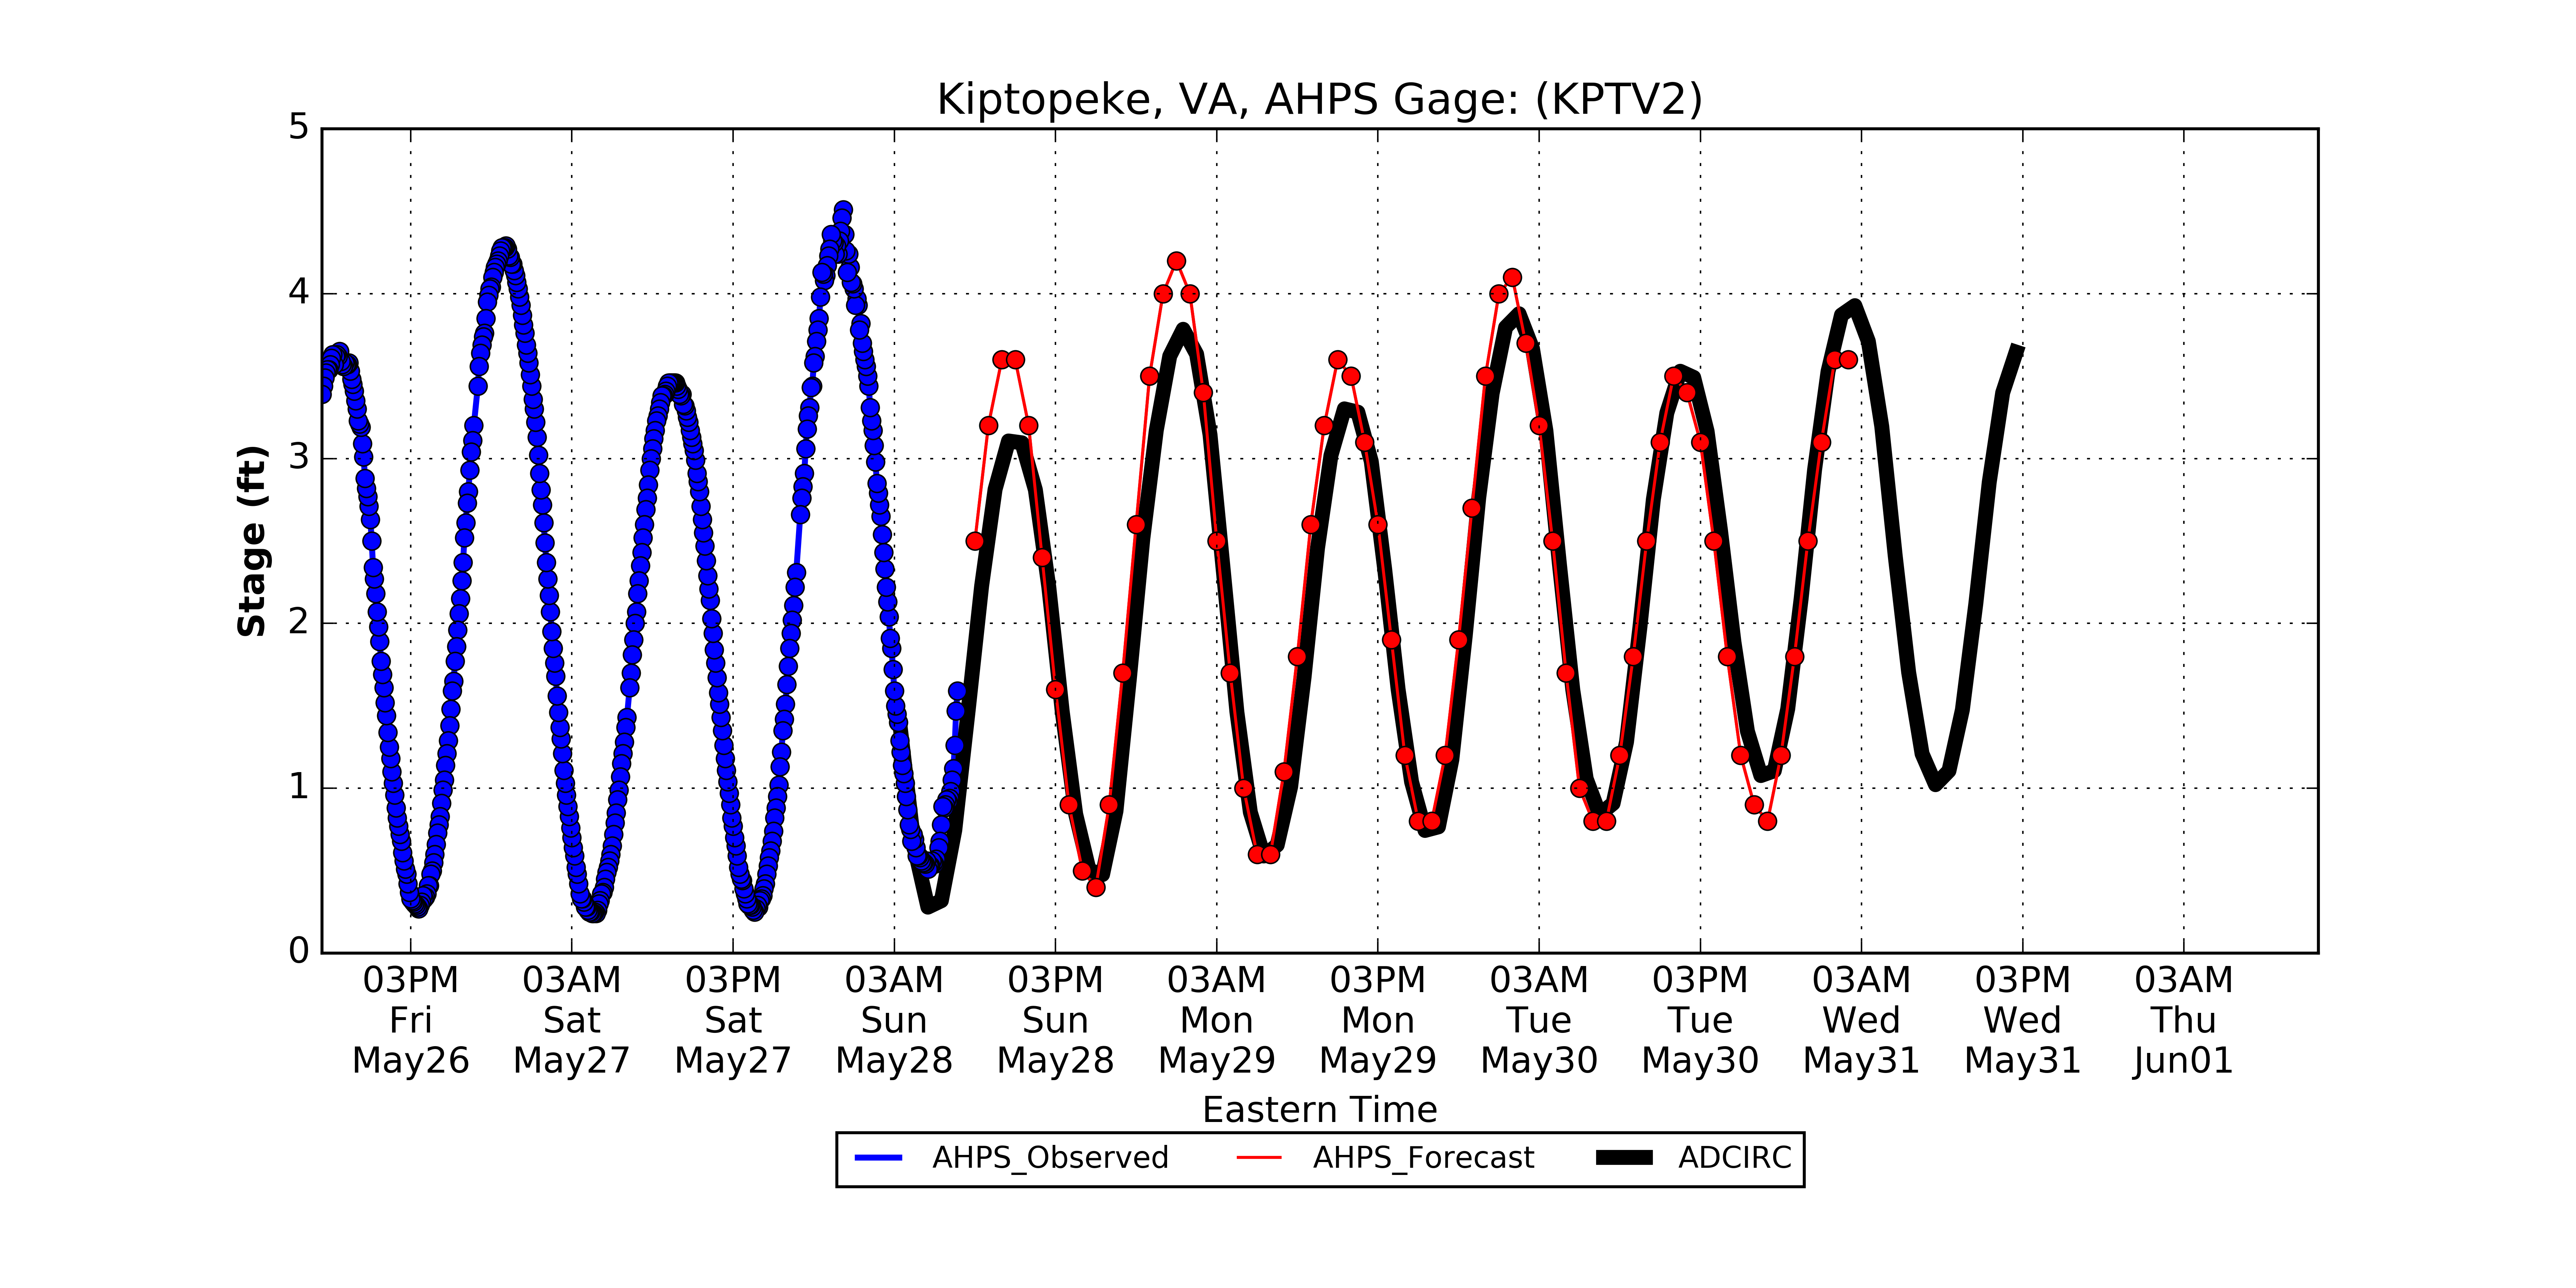 Kiptopeke, VA, AHPS Gage: (KPTV2)
5
4
3
2
1
0
Stage (ft)
03PM 03AM 03PM 03AM 03PM 03AM 03PM 03AM 03PM 03AM 03PM 03AM
Fri Sat Sat Sun Sun Mon Mon Tue Tue Wed Wed Thu
May26 May27 May27 May28 May28 May29 May29 May30 May30 May31 May31 Jun01
Eastern Time
AHPS_Observed AHPS_Forecast ADCIRC